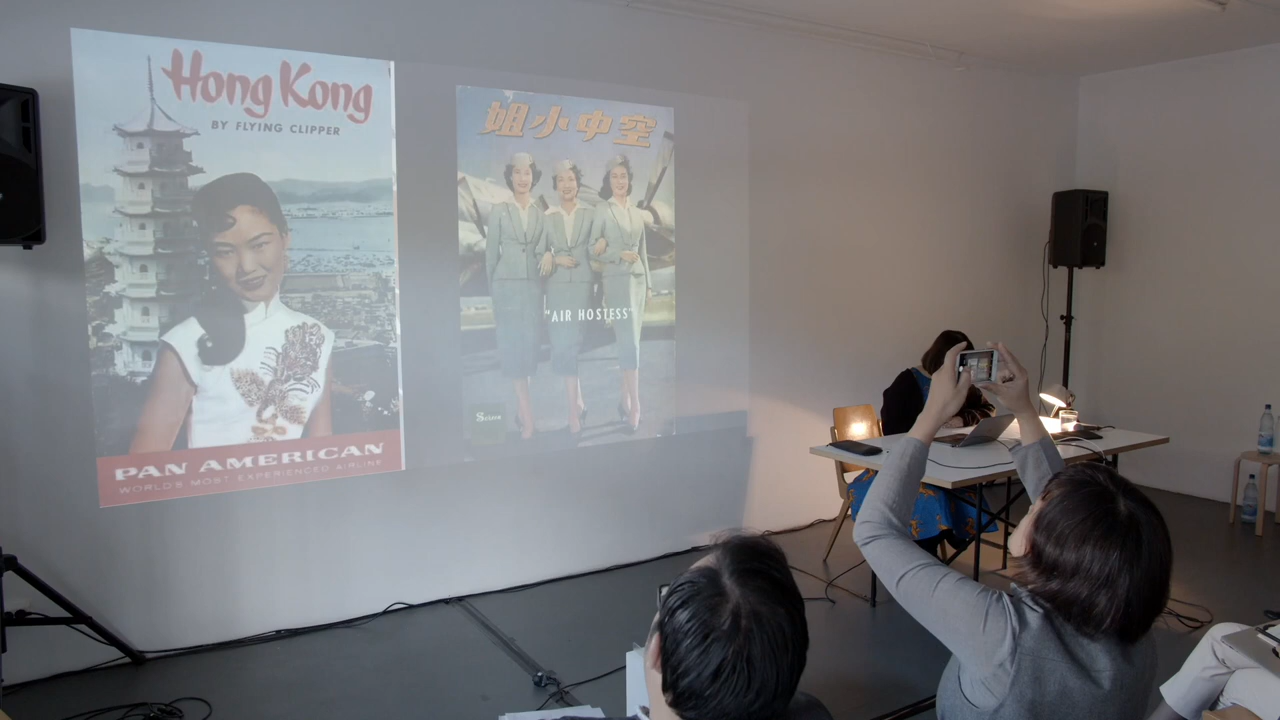 Hong Kong
BY FLYING CLIPPER
PAN AMERICAN
WORLD'S MOST EXPERIENCED AIRLINE
姐小中空
"AIR HOSTESS"